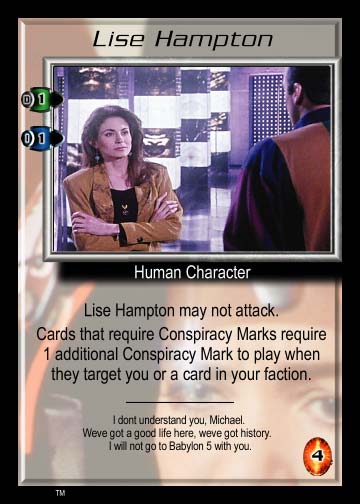 Lise Hampton
D 1
D 1
Human Character
Lise Hampton may not attack.
Cards that require Conspiracy Marks require
1 additional Conspiracy Mark to play when
they target you or a card in your faction.
I dont understand you, Michael.
Weve got a good life here, weve got history.
I will not go to Babylon 5 with you.
4
TM